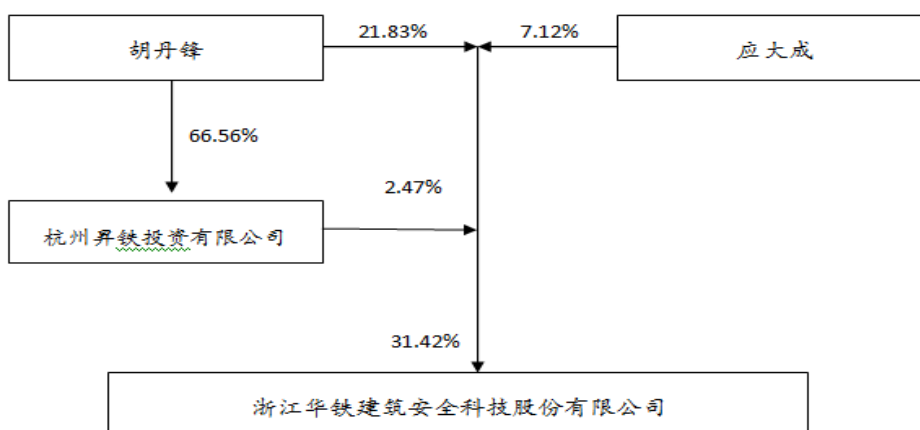 21.83%
7.12%
胡丹锋
应大成
66.56%
2.47%
杭州昇铁投资有限公司
31.42%
浙江华铁建筑安全科技股份有限公司